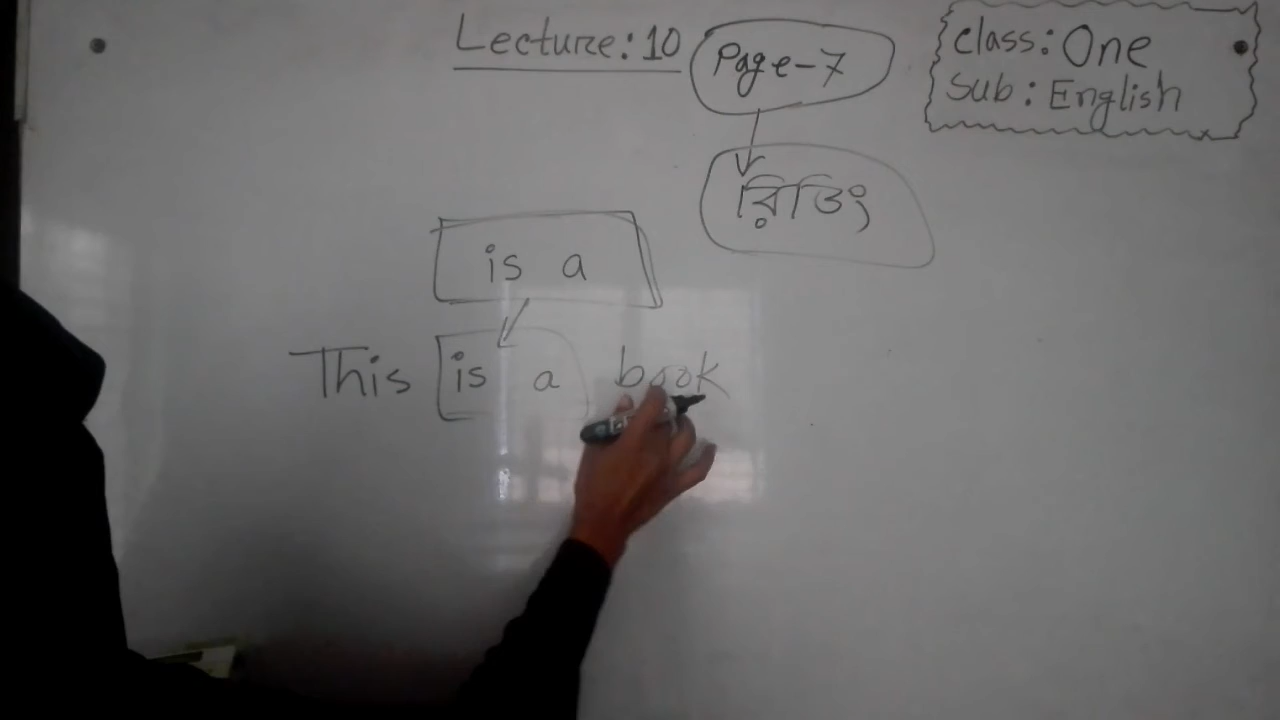 Lecture: 10
Page-7
class: One
Sub: English
রিডিং
is a
This is a book